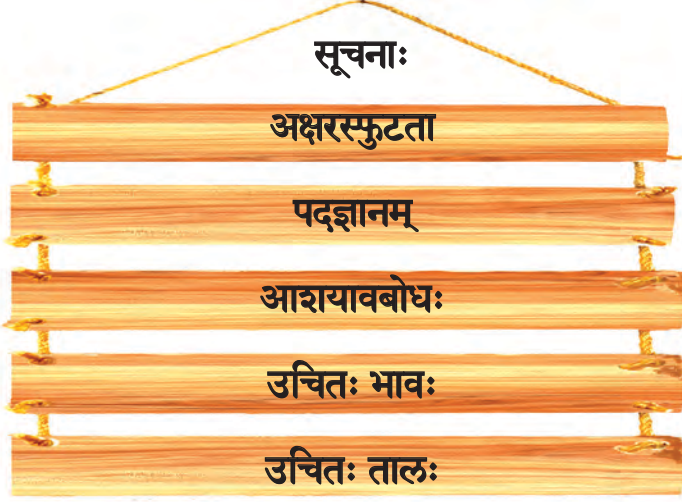 सूचनाः
अक्षरस्फुटता
पदज्ञानम्
आशयावबोधः
उचितः भावः
उचितः तालः